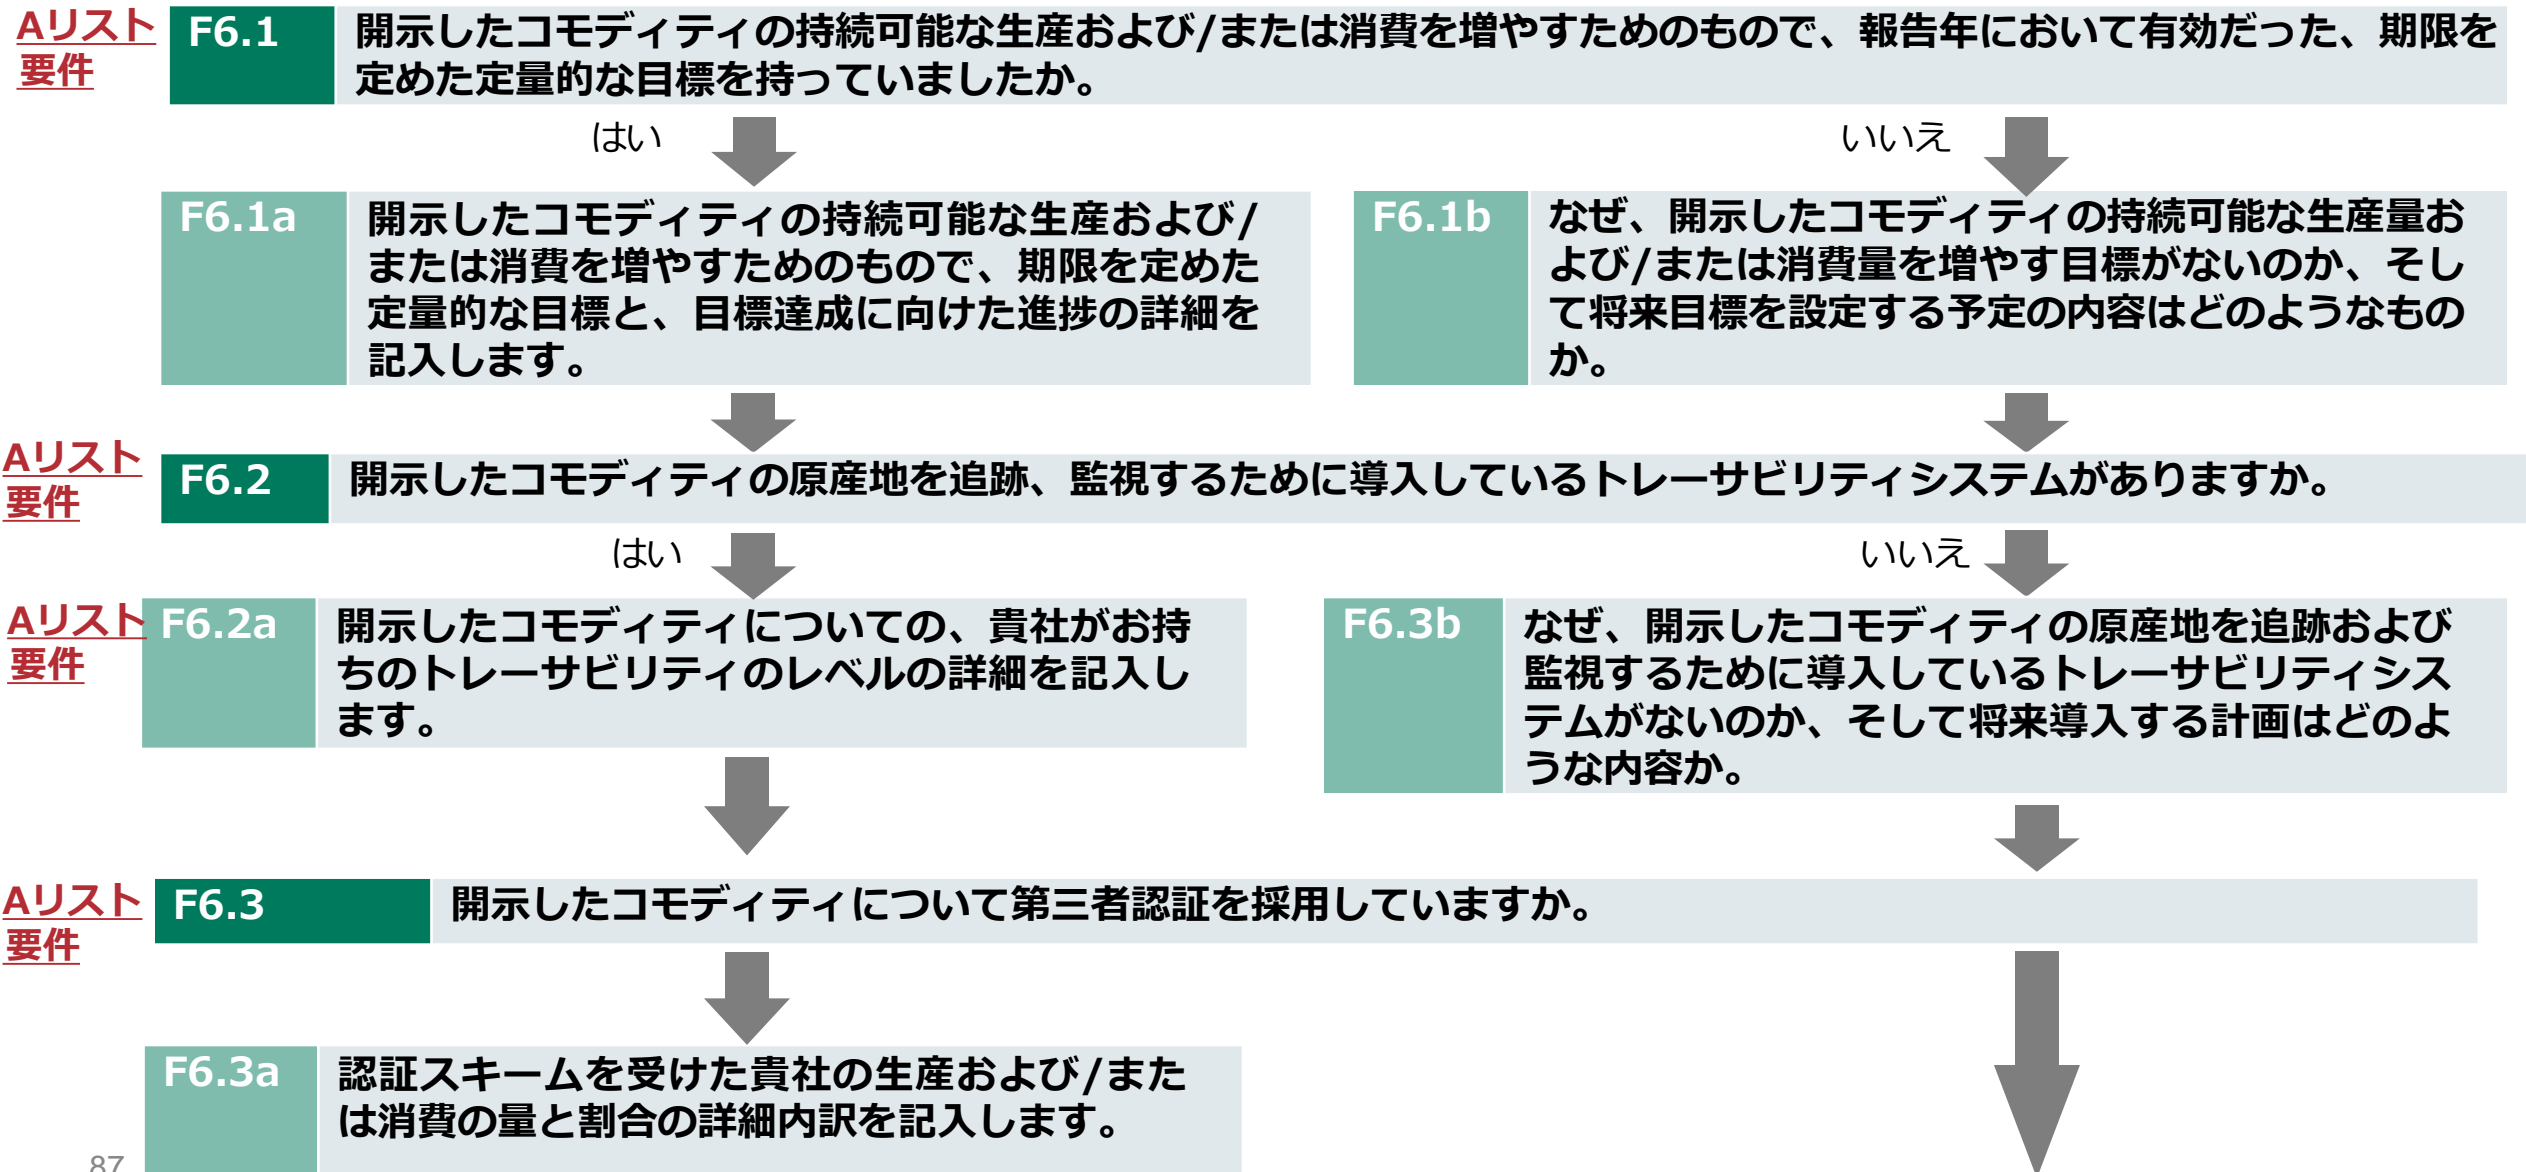 Aリスト
要件
F6.1
開示したコモディティの持続可能な生産および/または消費を増やすためのもので、報告年において有効だった、期限を
定めた定量的な目標を持っていましたか。
はい
いいえ
F6.1a
開示したコモディティの持続可能な生産および/
または消費を増やすためのもので、期限を定めた
定量的な目標と、目標達成に向けた進捗の詳細を
記入します。
F6.1b
なぜ、開示したコモディティの持続可能な生産量お
よび/または消費量を増やす目標がないのか、そし
て将来目標を設定する予定の内容はどのようなもの
か。
Aリスト
要件
F6.2
開示したコモディティの原産地を追跡、監視するために導入しているトレーサビリティシステムがありますか。
はい
いいえ
Aリスト
要件
F6.2a
開示したコモディティについての、貴社がお持
ちのトレーサビリティのレベルの詳細を記入し
ます。
F6.3b
なぜ、開示したコモディティの原産地を追跡および
監視するために導入しているトレーサビリティシス
テムがないのか、そして将来導入する計画はどのよ
うな内容か。
Aリスト
要件
F6.3
開示したコモディティについて第三者認証を採用していますか。
F6.3a
認証スキームを受けた貴社の生産および/また
は消費の量と割合の詳細内訳を記入します。
87